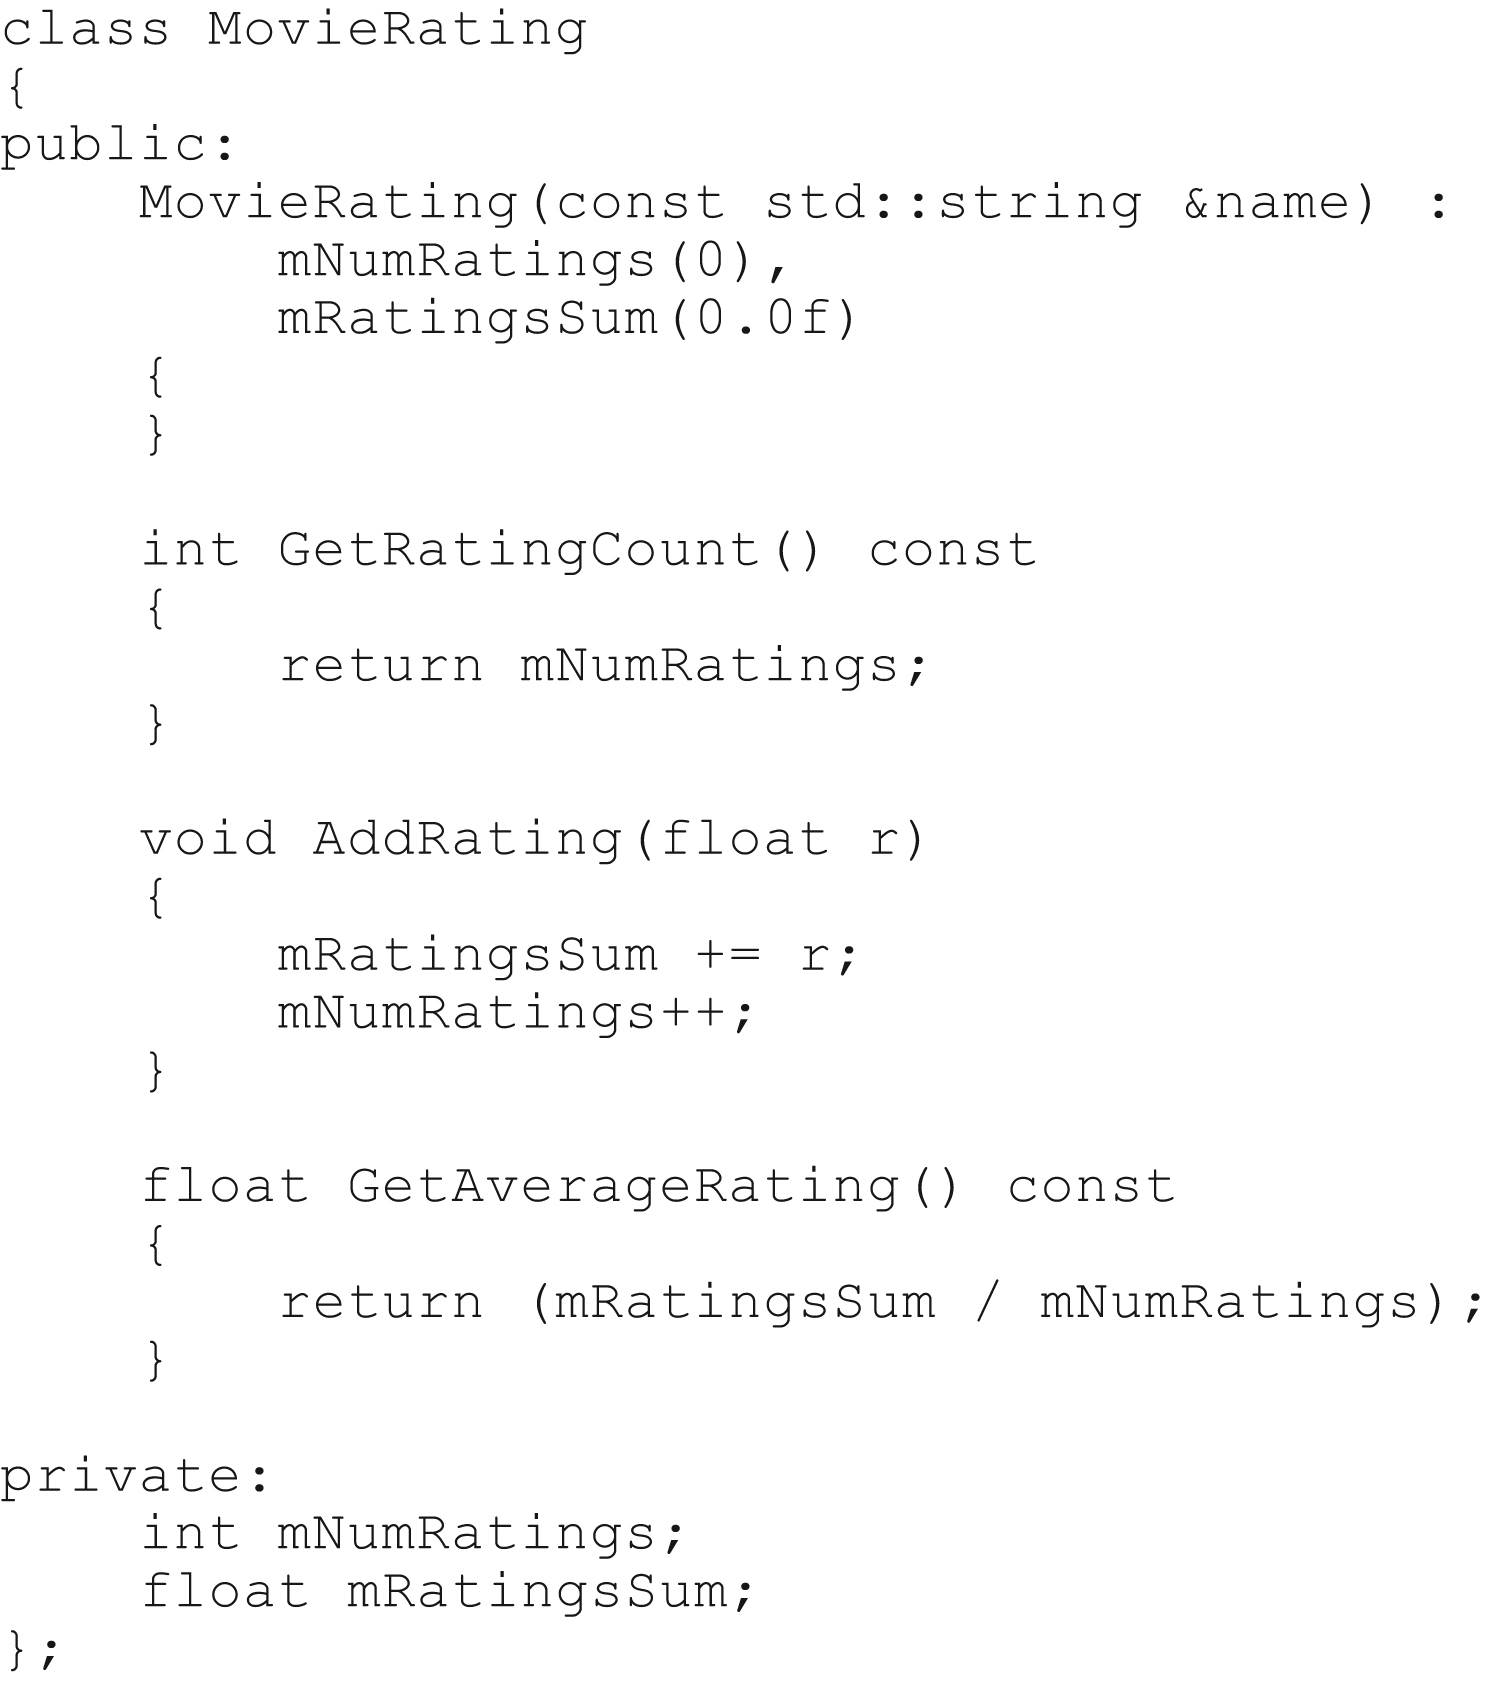 class MovieRating
{
public:
    MovieRating(const std::string &name) :
        mNumRatings(0),
        mRatingsSum(0.0f)
    {
    }

    int GetRatingCount() const
    {
        return mNumRatings;
    }

    void AddRating(float r)
    {
        mRatingsSum += r;
        mNumRatings++;
    }

    float GetAverageRating() const
    {
        return (mRatingsSum / mNumRatings);
    }

private:
    int mNumRatings;
    float mRatingsSum;
};